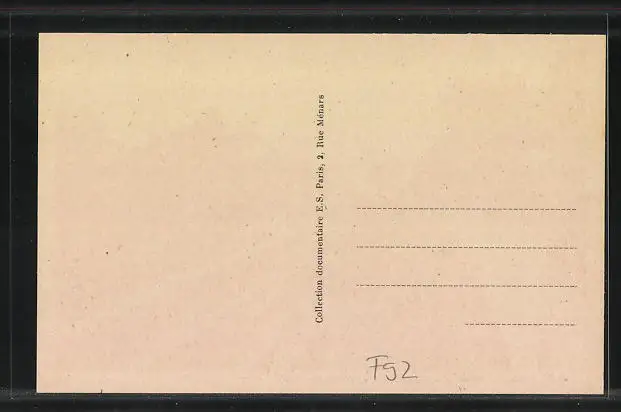 Collection documentaire E.S. Paris, 2, Rue Ménars
F92